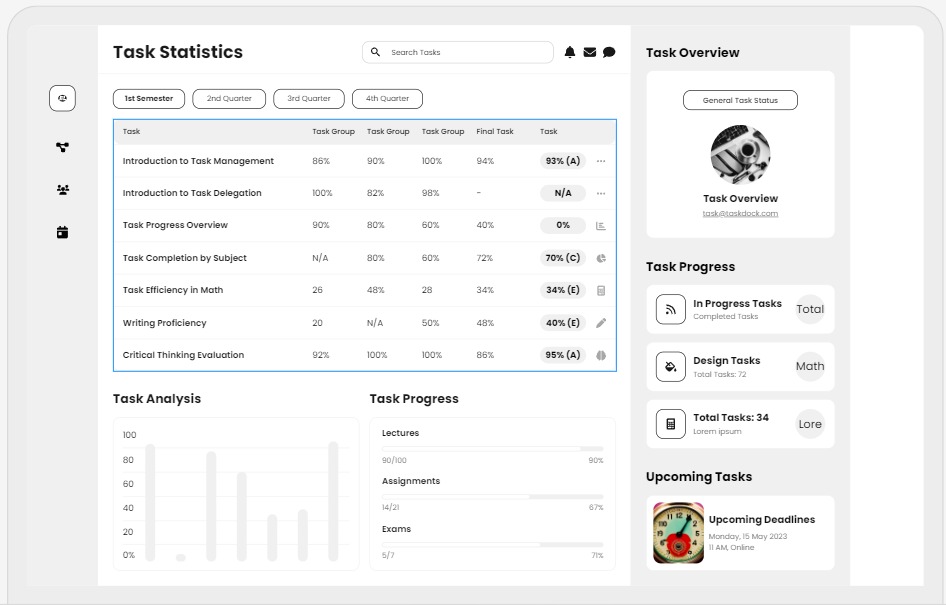 Task Statistics
Search Tasks
1st Semester
2nd Quarter
3rd Quarter
4th Quarter
Task Task Group Task Group Task Group Final Task Task
Introduction to Task Management 86% 90% 100% 94% 93% (A)
Introduction to Task Delegation 100% 82% 98% - N/A
Task Progress Overview 90% 80% 60% 40% 0%
Task Completion by Subject N/A 80% 60% 72% 70% (C)
Task Efficiency in Math 26 48% 28 34% 34% (E)
Writing Proficiency 20 N/A 50% 48% 40% (E)
Critical Thinking Evaluation 92% 100% 100% 86% 95% (A)
Task Analysis
100
80
60
40
20
0%
Task Progress
Lectures
90/100 90%
Assignments
14/21 67%
Exams
5/7 71%
Task Overview
General Task Status
Task Overview
task@taskdock.com
Task Progress
In Progress Tasks
Completed Tasks
Total
Design Tasks
Total Tasks: 72
Math
Total Tasks: 34
Lorem ipsum
Lore
Upcoming Tasks
Upcoming Deadlines
Monday, 15 May 2023
11 AM, Online